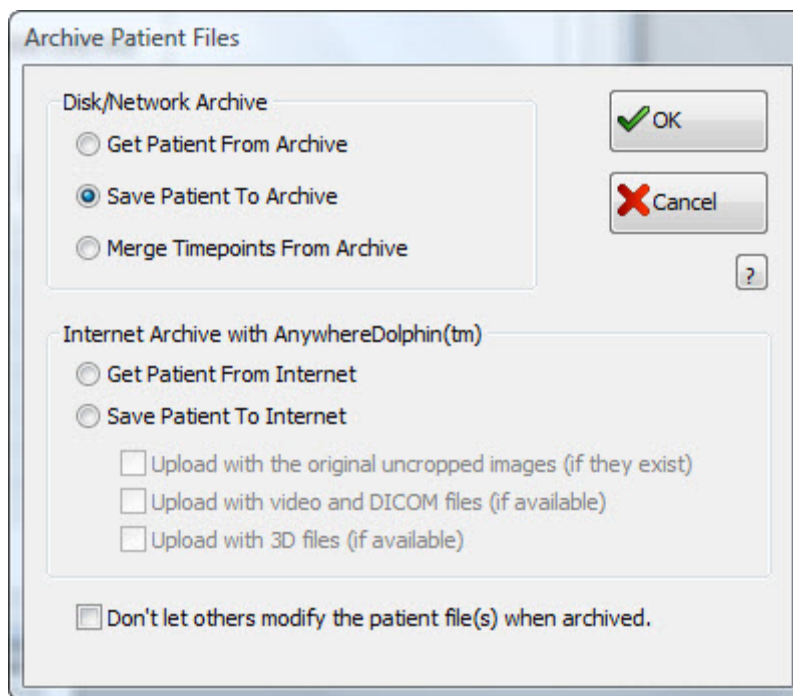 Archive Patient Files
Disk/Network Archive
Get Patient From Archive
Save Patient To Archive
Merge Timepoints From Archive
OK
Cancel
?
Internet Archive with AnywhereDolphin(tm)
Get Patient From Internet
Save Patient To Internet
Upload with the original uncropped images (if they exist)
Upload with video and DICOM files (if available)
Upload with 3D files (if available)
Don't let others modify the patient file(s) when archived.